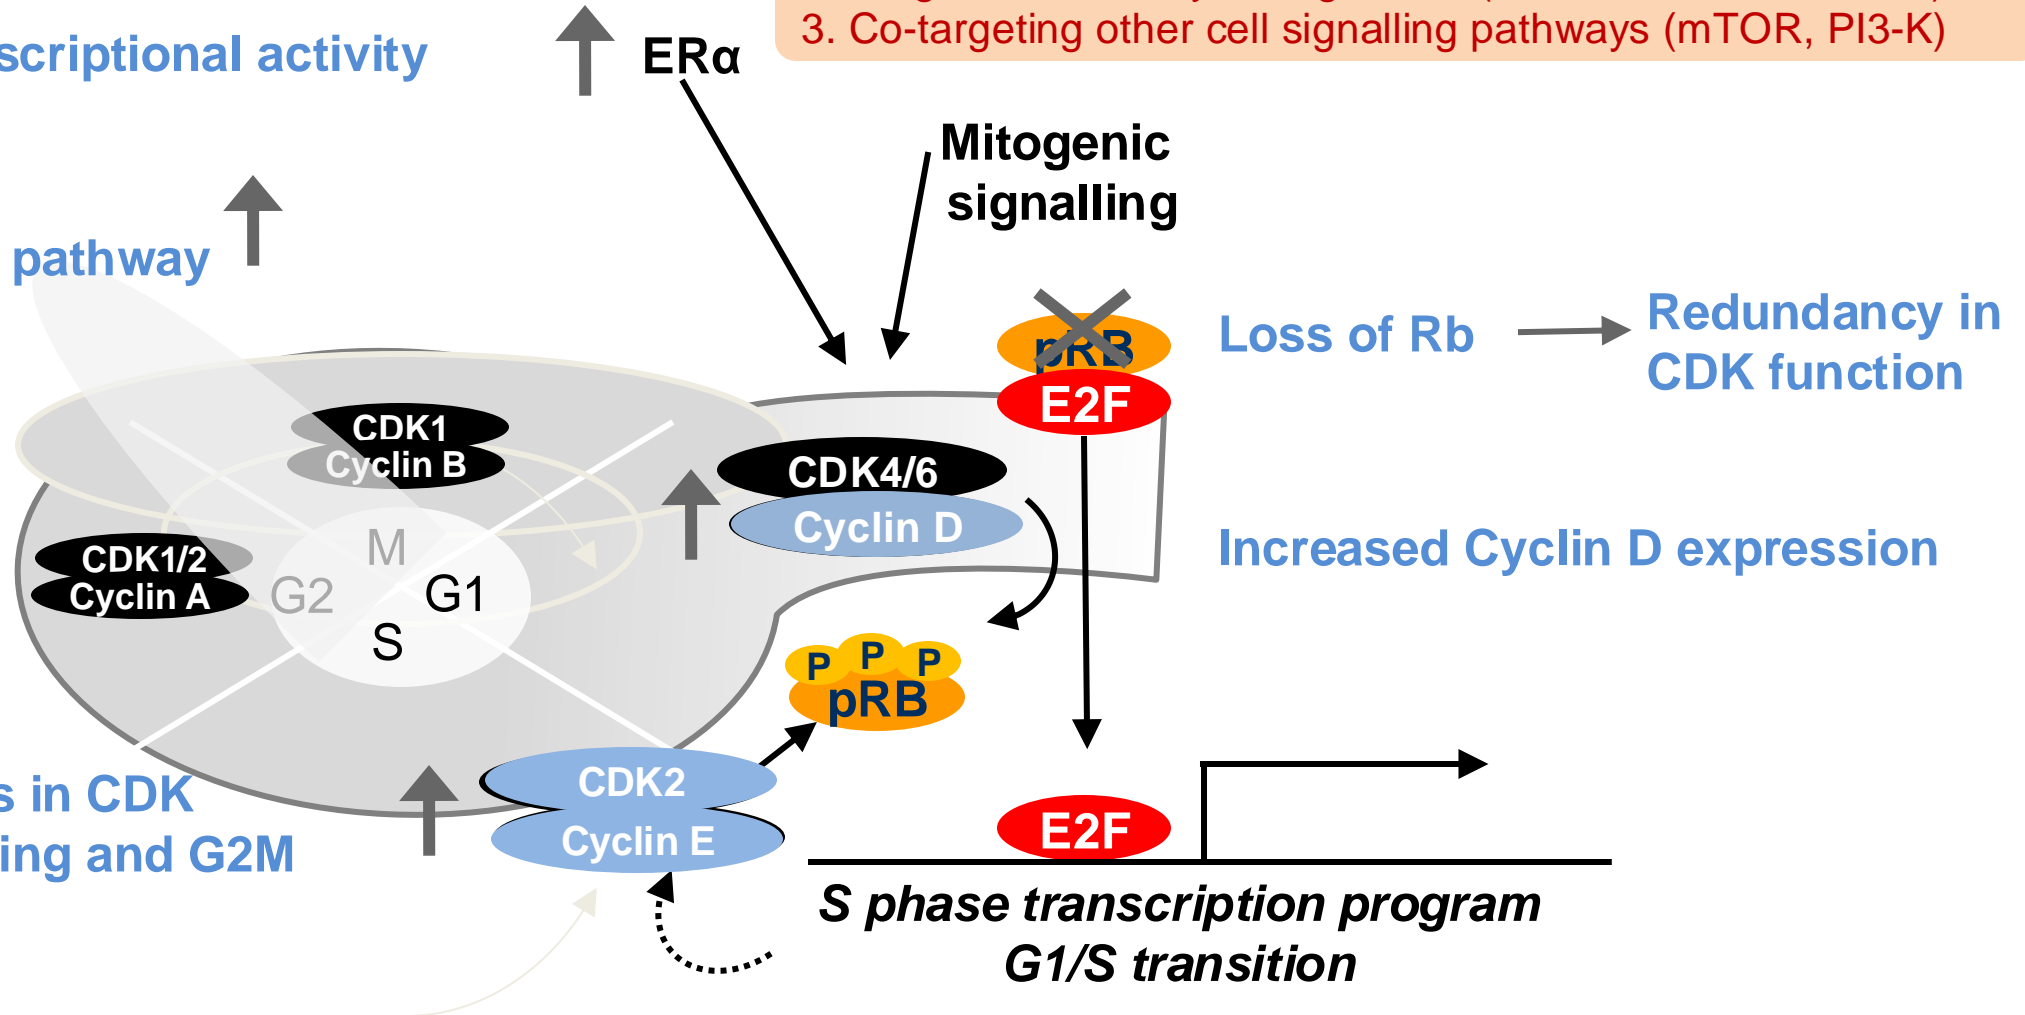 3. Co-targeting other cell signalling pathways (mTOR, PI3-K)
scriptional activity
ERα
Mitogenic
signalling
pathway
pRB
E2F
Loss of Rb
Redundancy in
CDK function
CDK1
Cyclin B
CDK4/6
Cyclin D
CDK1/2
Cyclin A
M
G2
G1
S
Increased Cyclin D expression
P P P
pRB
CDK2
Cyclin E
s in CDK
ing and G2M
E2F
S phase transcription program
G1/S transition